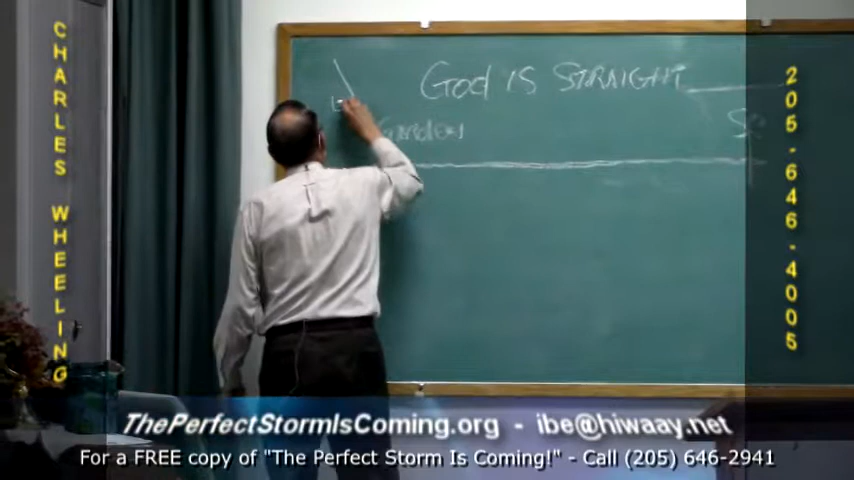 CHARLES WHEELING
GOD IS STRAIGHT
Garden
205-646-4005
ThePerfectStormIsComing.org - ibe@hiwaay.net
For a FREE copy of "The Perfect Storm Is Coming!" - Call (205) 646-2941